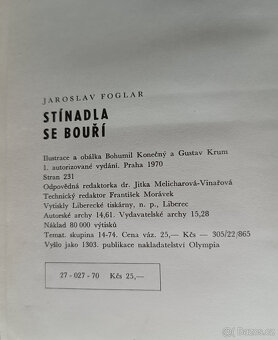 JAROSLAV FOGLAR
STÍNADLA
SE BOUŘÍ
Ilustrace a obálka Bohumil Konečný a Gustav Krum
1. autorizované vydání. Praha 1970
Stran 231
Odpovědná redaktorka dr. Jitka Melicharová-Vinařová
Technický redaktor František Morávek
Vytiskly Liberecké tiskárny, n. p., Liberec
Autorské archy 14,61. Vydavatelské archy 15,28
Náklad 80 000 výtisků
Temat. skupina 14-74. Cena váz. 25,— Kčs — 305/22/865
Vyšlo jako 1303. publikace nakladatelství Olympia
27 - 027 - 70 Kčs 25,—
Bazoš.cz